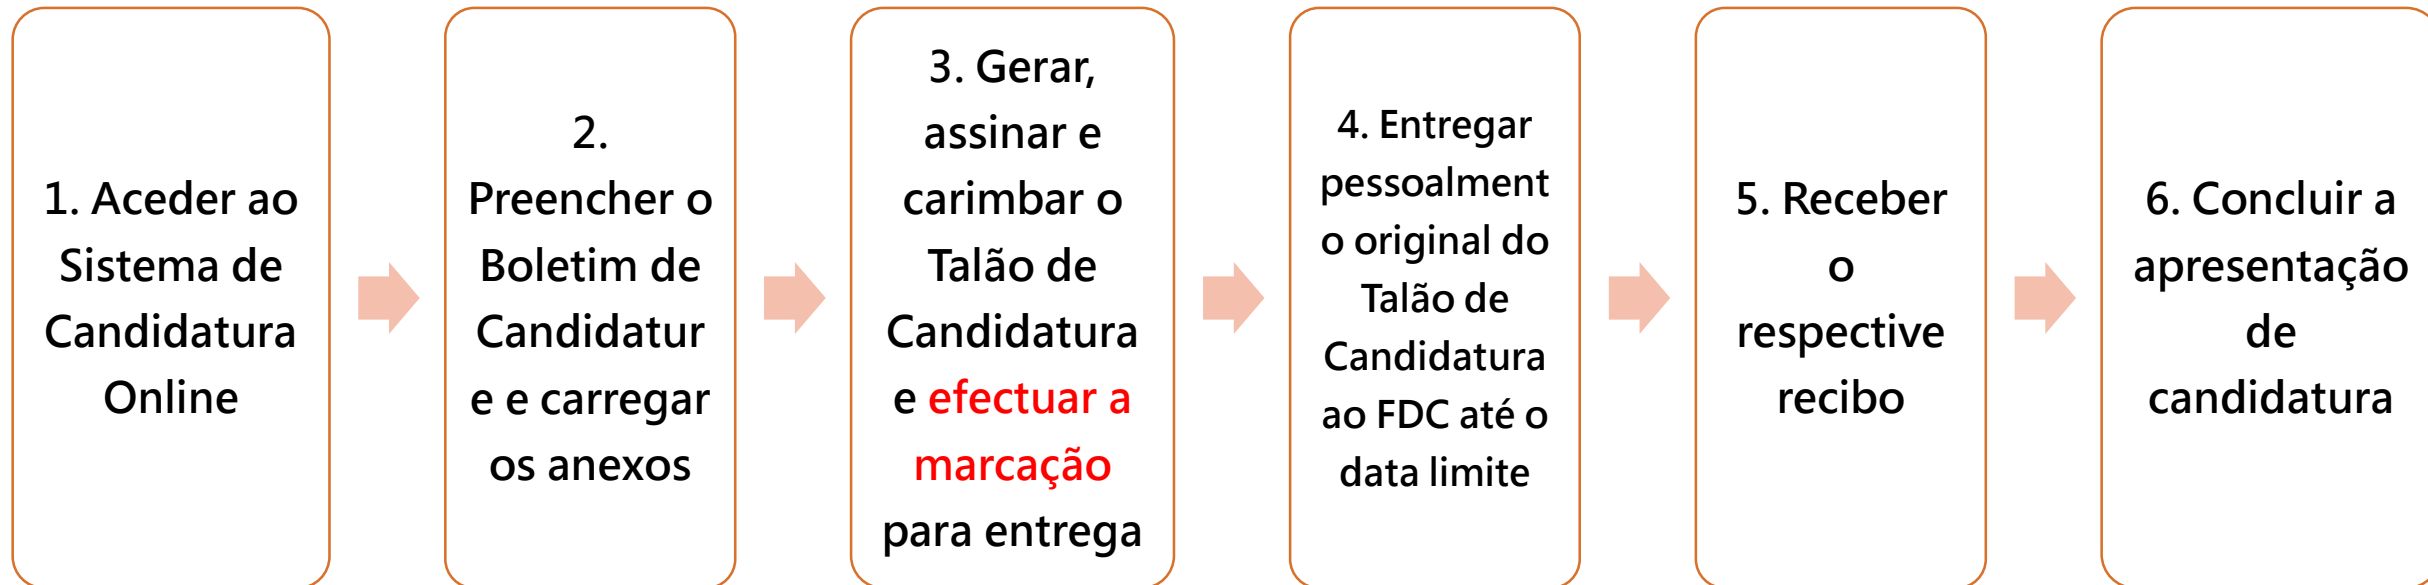 1. Aceder ao
Sistema de
Candidatura
Online
2.
Preencher o
Boletim de
Candidatur
e e carregar
os anexos
3. Gerar,
assinar e
carimbar o
Talão de
Candidatura
e efectuar a
marcação
para entrega
4. Entregar
pessoalment
o original do
Talão de
Candidatura
ao FDC até o
data limite
5. Receber
o
respective
recibo
6. Concluir a
apresentação
de
candidatura